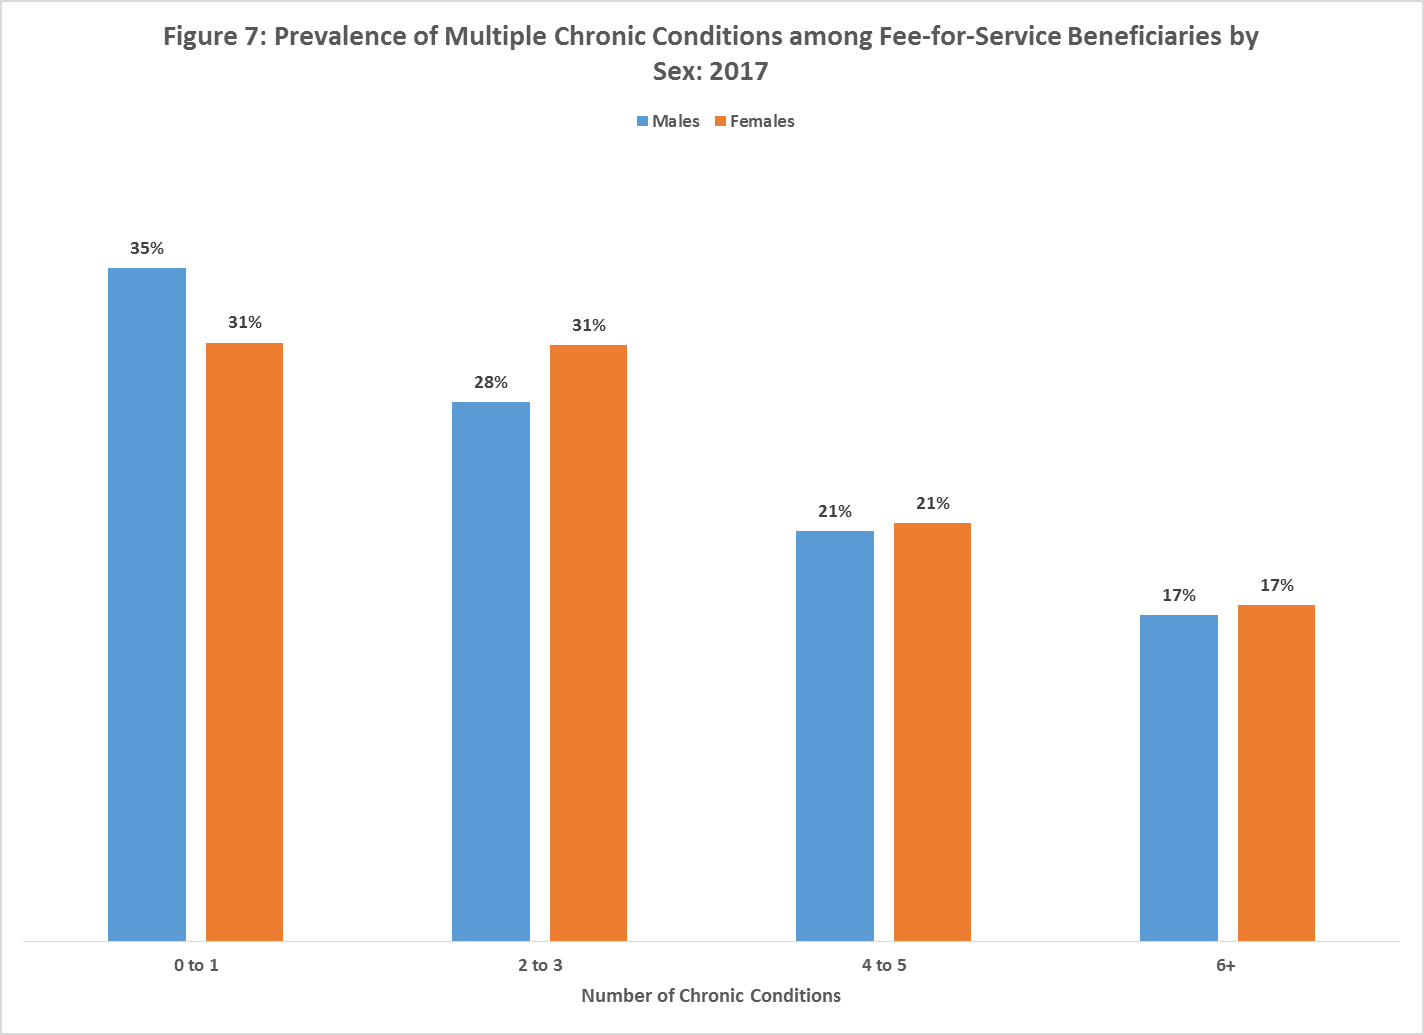 Figure 7: Prevalence of Multiple Chronic Conditions among Fee-for-Service Beneficiaries by
Sex: 2017
Males Females
35%
31%
28%
31%
21%
21%
17%
17%
0 to 1 2 to 3 4 to 5 6+
Number of Chronic Conditions